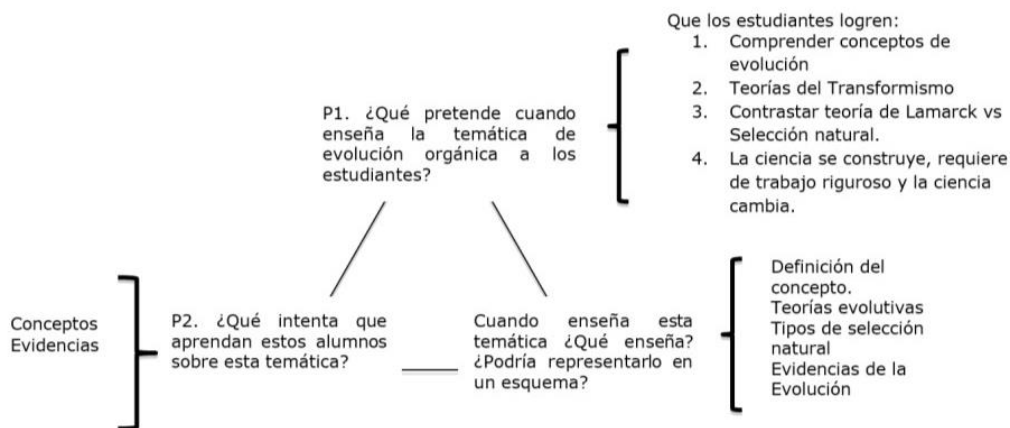 Que los estudiantes logren:
1. Comprender conceptos de
evolución
2. Teorías del Transformismo
3. Contrastar teoría de Lamarck vs
Selección natural.
4. La ciencia se construye, requiere
de trabajo riguroso y la ciencia
cambia.
P1. ¿Qué pretende cuando
enseña la temática de
evolución orgánica a los
estudiantes?
Conceptos
Evidencias
P2. ¿Qué intenta que
aprendan estos alumnos
sobre esta temática?
Cuando enseña esta
temática ¿Qué enseña?
¿Podría representarlo en
un esquema?
Definición del
concepto.
Teorías evolutivas
Tipos de selección
natural
Evidencias de la
Evolución